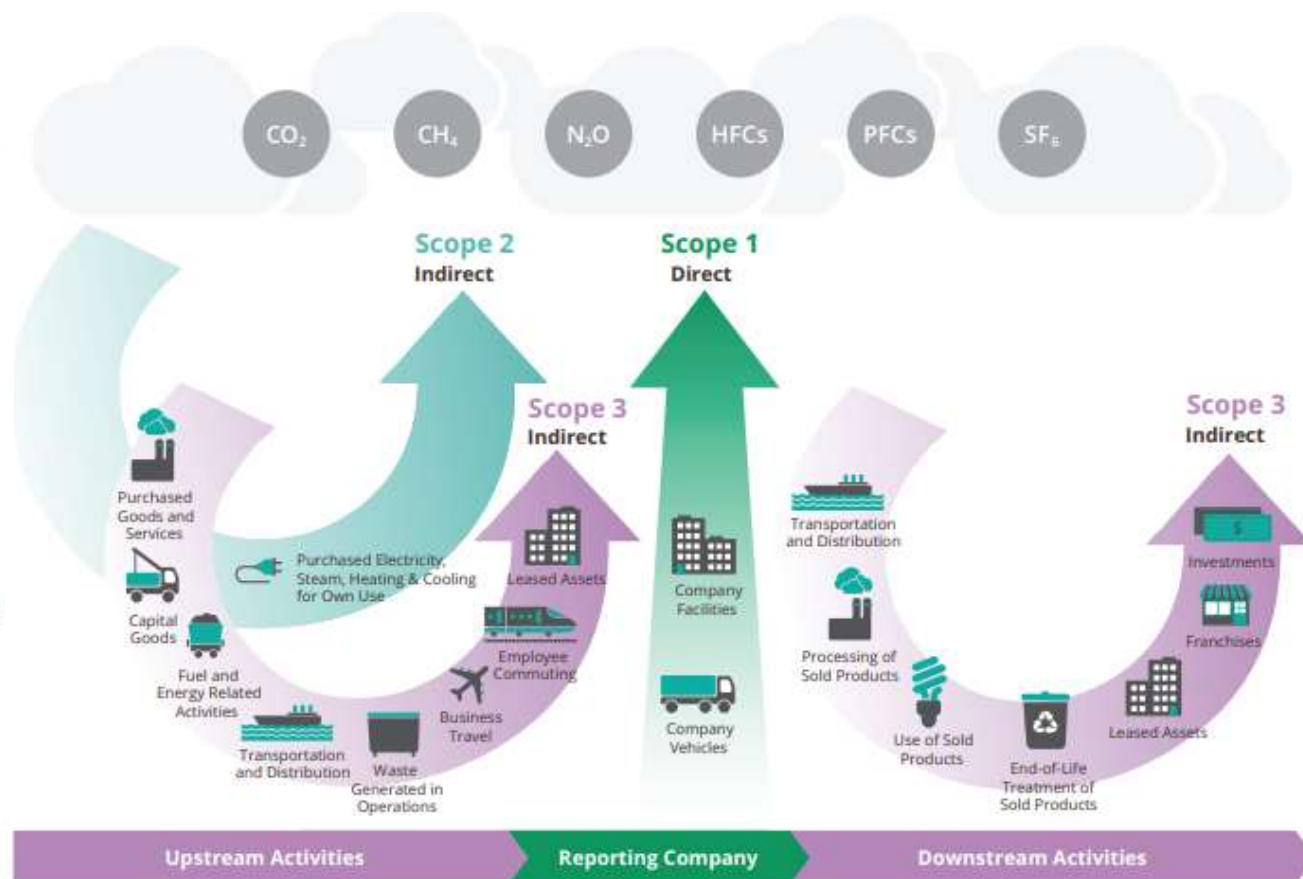 CO₂
CH₄
N₂O
HFCs
PFCs
SF₆
Scope 2
Indirect
Scope 1
Direct
Scope 3
Indirect
Scope 3
Indirect
Purchased
Goods and
Services
Capital
Goods
Fuel and
Energy Related
Activities
Transportation
and Distribution
Waste
Generated in
Operations
Business
Travel
Employee
Commuting
Leased Assets
Purchased Electricity,
Steam, Heating & Cooling
for Own Use
Company
Facilities
Company
Vehicles
Transportation
and Distribution
Processing of
Sold Products
Use of Sold
Products
End-of-Life
Treatment of
Sold Products
Leased Assets
Franchises
$
Investments
Upstream Activities
Reporting Company
Downstream Activities